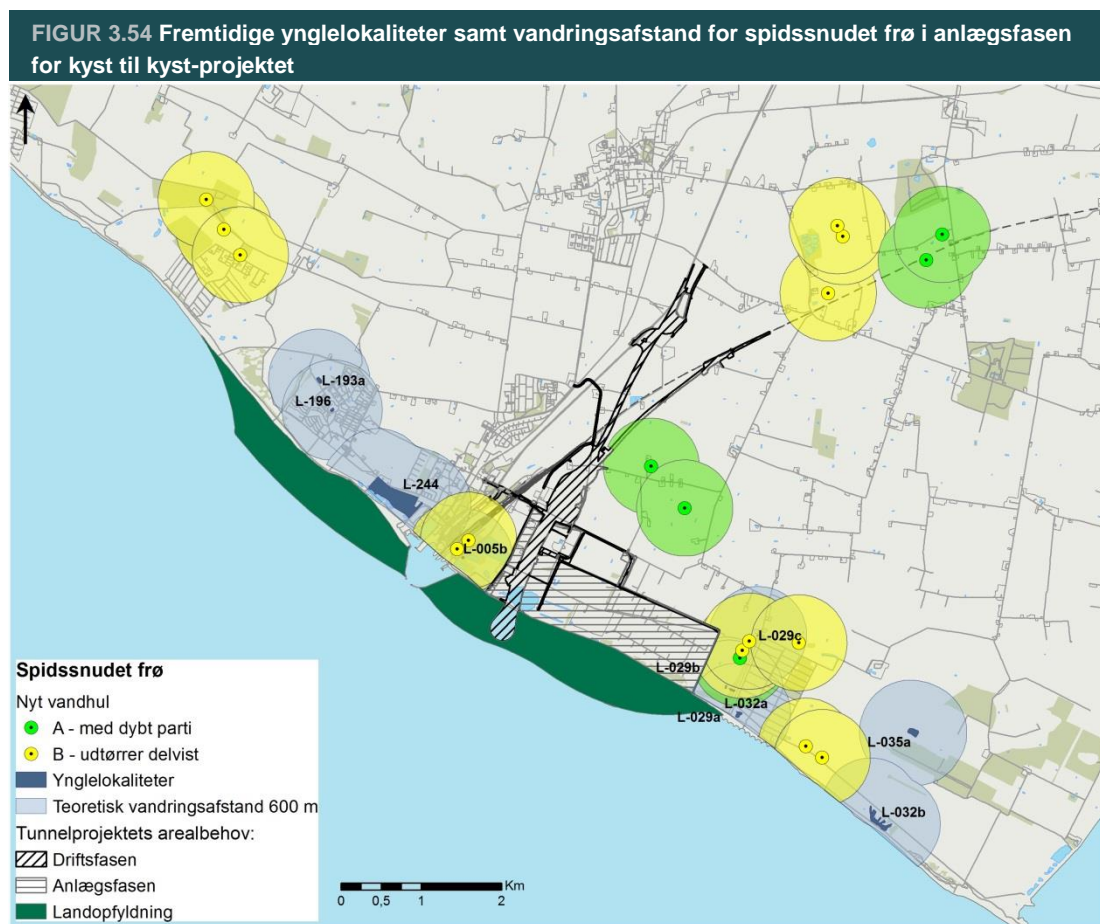 FIGUR 3.54 Fremtidige ynglelokaliteter samt vandringsafstand for spidssnudet frø i anlægsfasen
for kyst til kyst-projektet
L-193a
L-196
L-244
L-005b
L-029c
L-029b
L-032a
L-029a
L-035a
L-032b
Spidssnudet frø
Nyt vandhul
A - med dybt parti
B - udtørrer delvist
Ynglelokaliteter
Teoretisk vandringsafstand 600 m
Tunnelprojektets arealbehov:
Driftsfasen
Anlægsfasen
Landopfyldning
Km
0 0,5 1 2